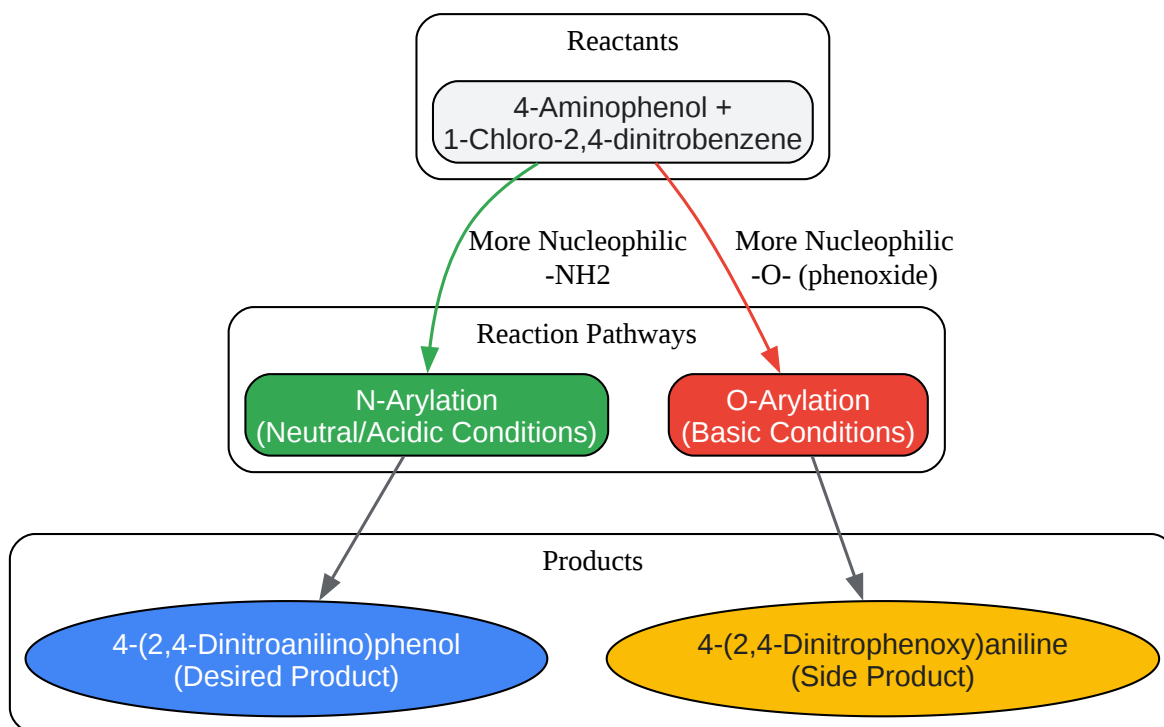 Reactants
4-Aminophenol +
1-Chloro-2,4-dinitrobenzene
More Nucleophilic
-NH2
More Nucleophilic
-O- (phenoxide)
Reaction Pathways
N-Arylation
(Neutral/Acidic Conditions)
O-Arylation
(Basic Conditions)
Products
4-(2,4-Dinitroanilino)phenol
(Desired Product)
4-(2,4-Dinitrophenoxy)aniline
(Side Product)